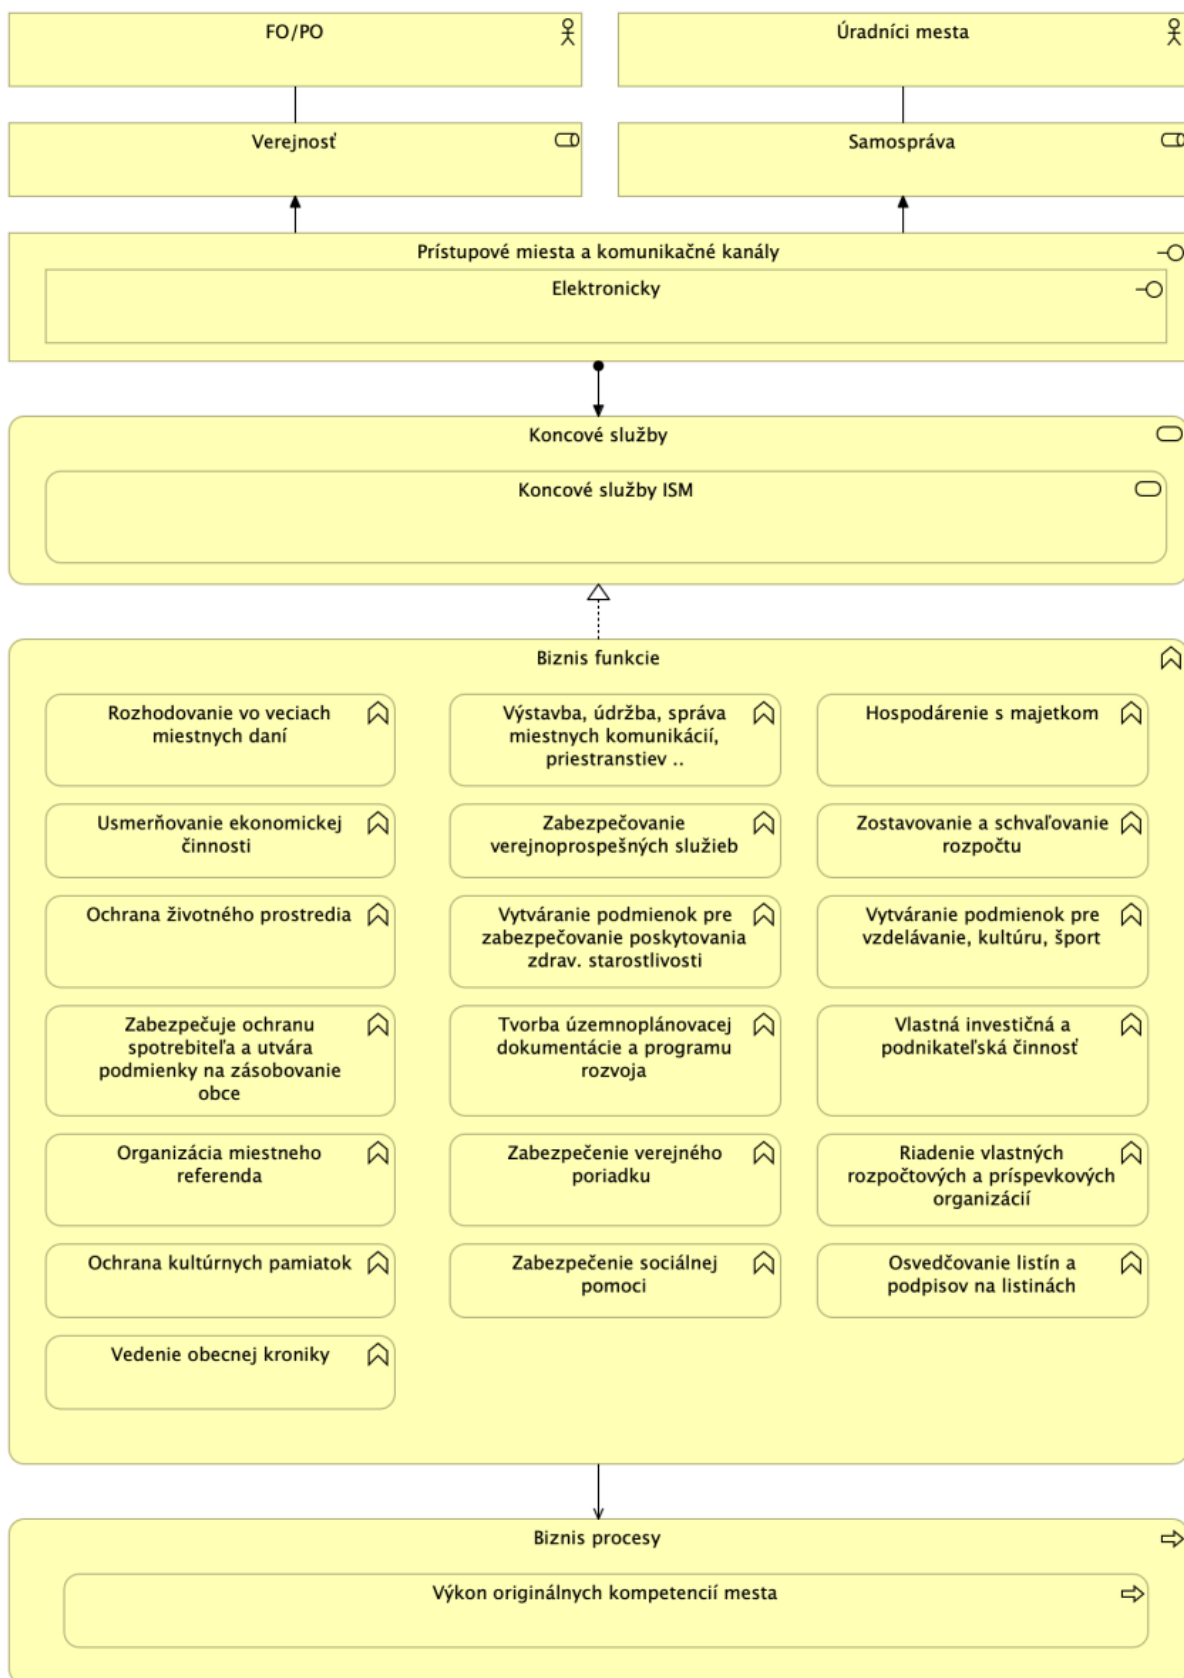 FO/PO
Úradníci mesta
Verejnosť
Samospráva
Prístupové miesta a komunikačné kanály
Elektronicky
Koncové služby
Koncové služby ISM
Biznis funkcie
Rozhodovanie vo veciach
miestnych daní
Výstavba, údržba, správa
miestnych komunikácií,
priestranstiev ..
Hospodárenie s majetkom
Usmerňovanie ekonomickej
činnosti
Zabezpečovanie
verejnoprospešných služieb
Zostavovanie a schvaľovanie
rozpočtu
Ochrana životného prostredia
Vytváranie podmienok pre
zabezpečovanie poskytovania
zdrav. starostlivosti
Vytváranie podmienok pre
vzdelávanie, kultúru, šport
Zabezpečuje ochranu
spotrebiteľa a utvára
podmienky na zásobovanie
obce
Tvorba územnoplánovacej
dokumentácie a programu
rozvoja
Vlastná investičná a
podnikateľská činnosť
Organizácia miestneho
referenda
Zabezpečenie verejného
poriadku
Riadenie vlastných
rozpočtových a príspevkových
organizácií
Ochrana kultúrnych pamiatok
Zabezpečenie sociálnej
pomoci
Osvedčovanie listín a
podpisov na listinách
Vedenie obecnej kroniky
Biznis procesy
Výkon originálnych kompetencií mesta